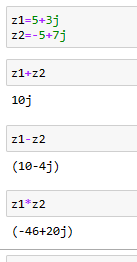 z1=5+3j
z2=-5+7j
z1+z2
10j
z1-z2
(10-4j)
z1*z2
(-46+20j)